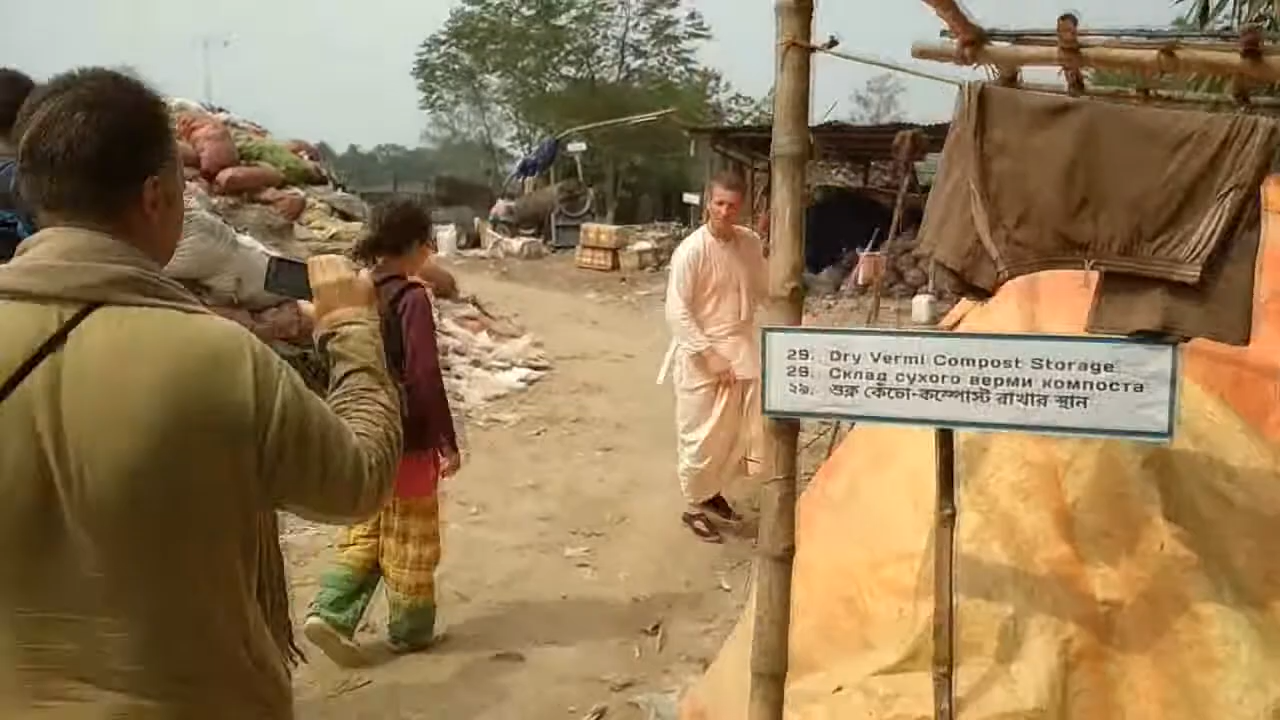 29. Dry Vermi Compost Storage
29. Склад сухого верми компоста
২৯. শুষ্ক কেঁচো-কম্পোস্ট রাখার স্থান